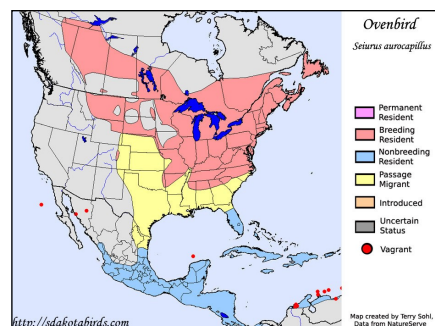 Ovenbird
Seiurus aurocapillus
Permanent
Resident
Breeding
Resident
Nonbreeding
Resident
Passage
Migrant
Introduced
Uncertain
Status
Vagrant
http://sdakotabirds.com
Map created by Terry Sohl,
Data from NatureServe